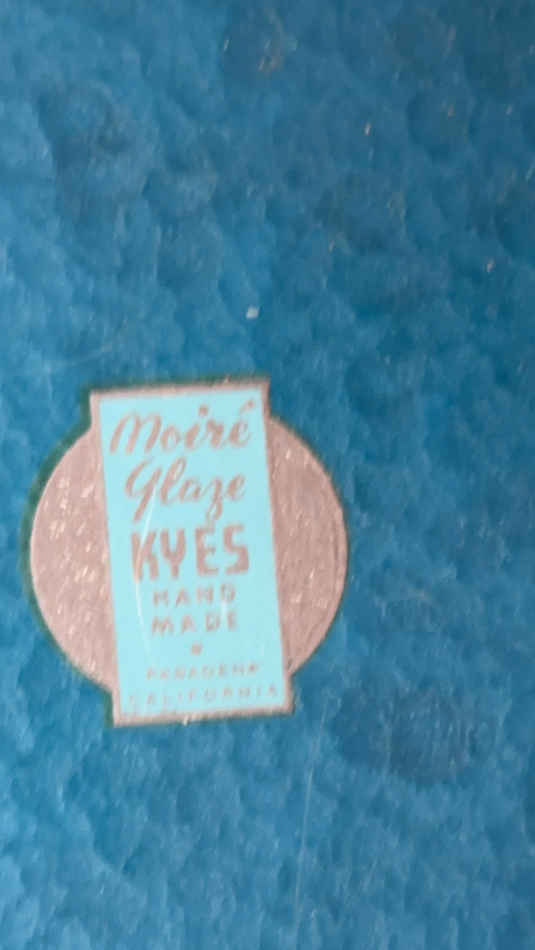 Moiré
Glaze
KYES
HAND
MADE
PASADENA
CALIFORNIA